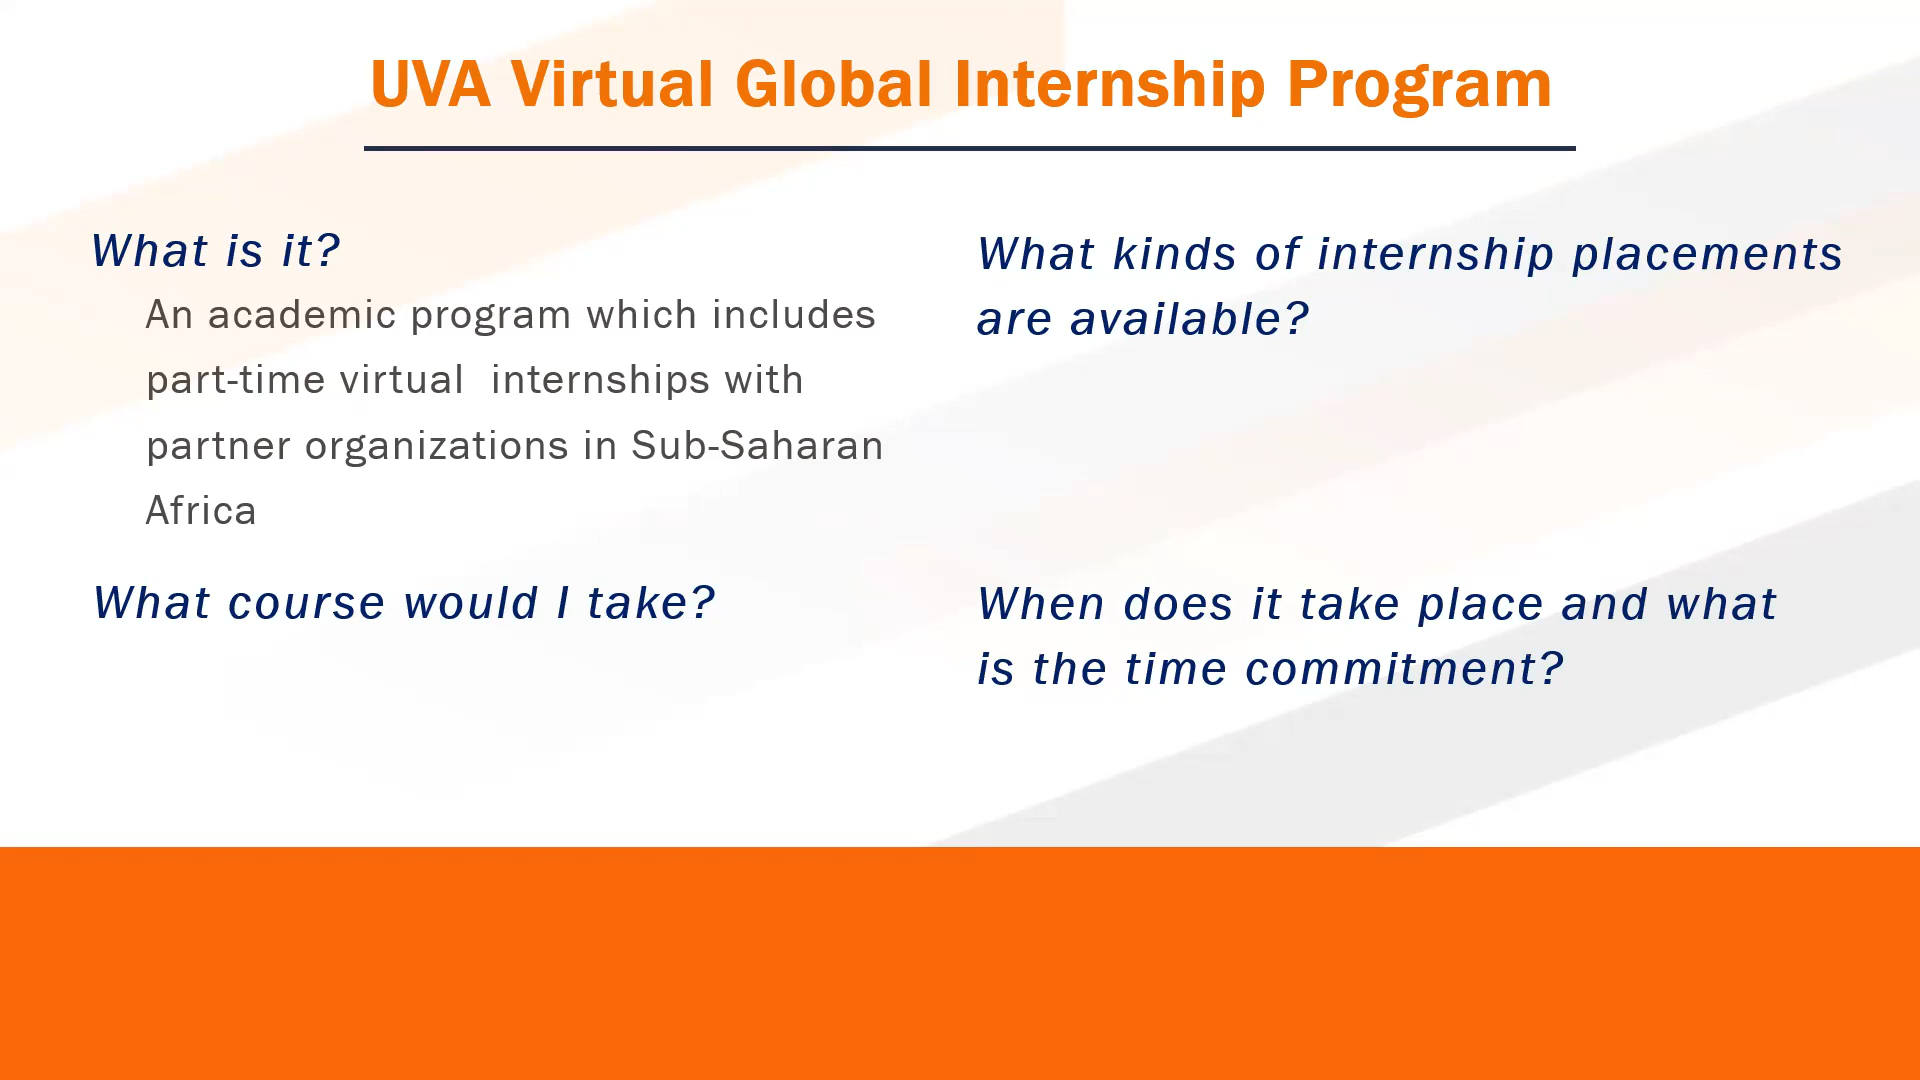 UVA Virtual Global Internship Program
What is it?
An academic program which includes
part-time virtual  internships with
partner organizations in Sub-Saharan
Africa
What course would I take?
What kinds of internship placements
are available?
When does it take place and what
is the time commitment?